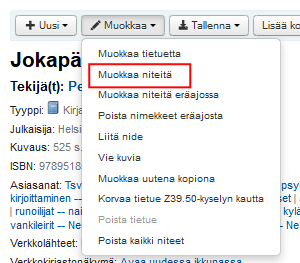 + Uusi Muokkaa Tallenna Lisää ko
Jokapä
Muokkaa tietuetta
Tekijä(t): Pe
Muokkaa niteitä
Muokkaa niteitä eräajossa
Tyyppi: Kirja
Poista nimekkeet eräajosta
Julkaisija: Helsi
Liitä nide
Kuvaus: 525 s.
Vie kuvia
ISBN: 9789518
Muokkaa uutena kopiona
Asiasanat: Tsv
kirjoittaminen --
Korvaa tietue Z39.50-kyselyn kautta
| runoilijat -- nai
Poista tietue
vankileirit -- Ne
Poista kaikki niteet
Verkkolähteet:
Verkkokirjastonäkymä: Avaa uudessa ikkunassa